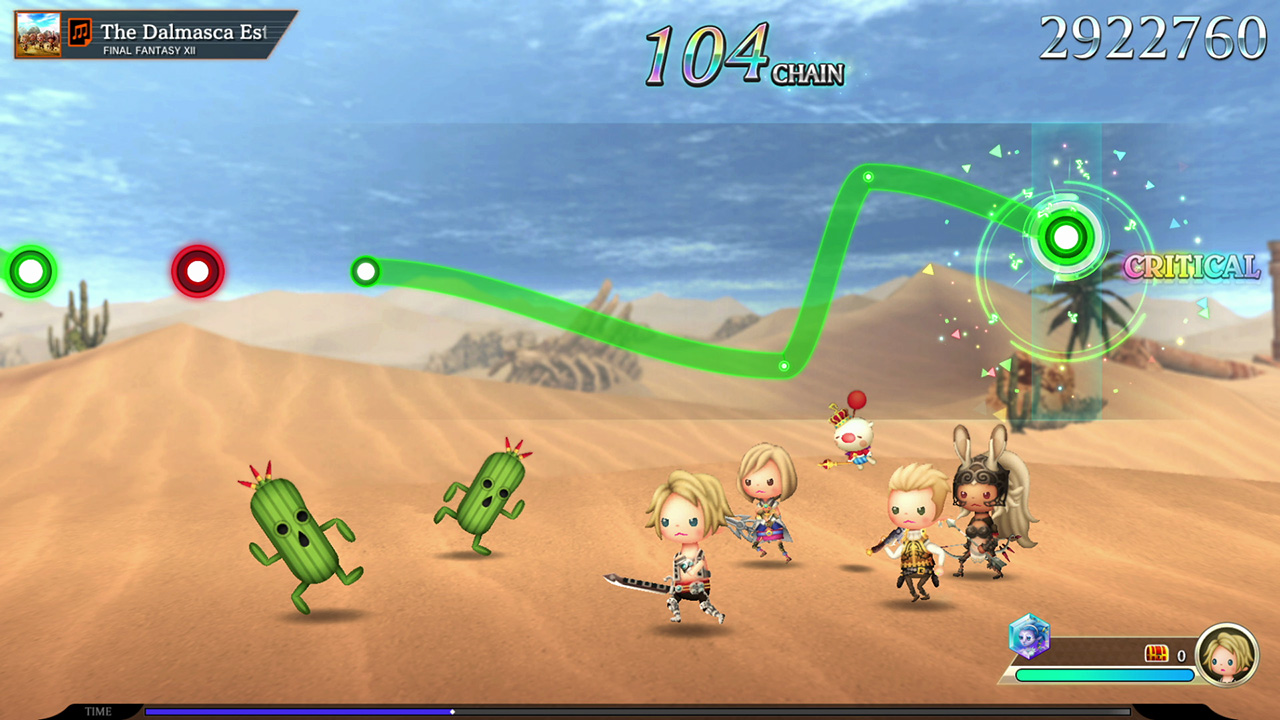 The Dalmasca Est
FINAL FANTASY XII
104 CHAIN
2922760
CRITICAL
0
TIME